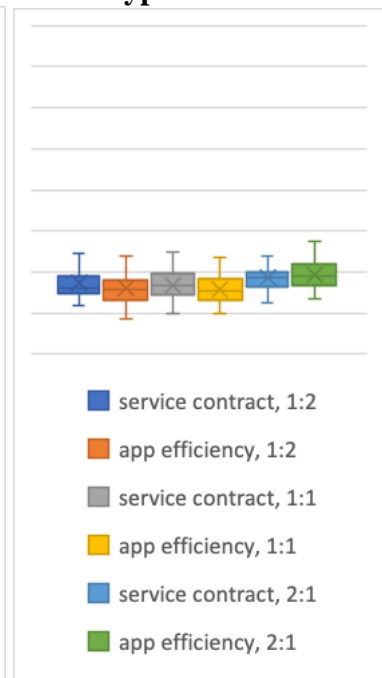 service contract, 1:2
app efficiency, 1:2
service contract, 1:1
app efficiency, 1:1
service contract, 2:1
app efficiency, 2:1